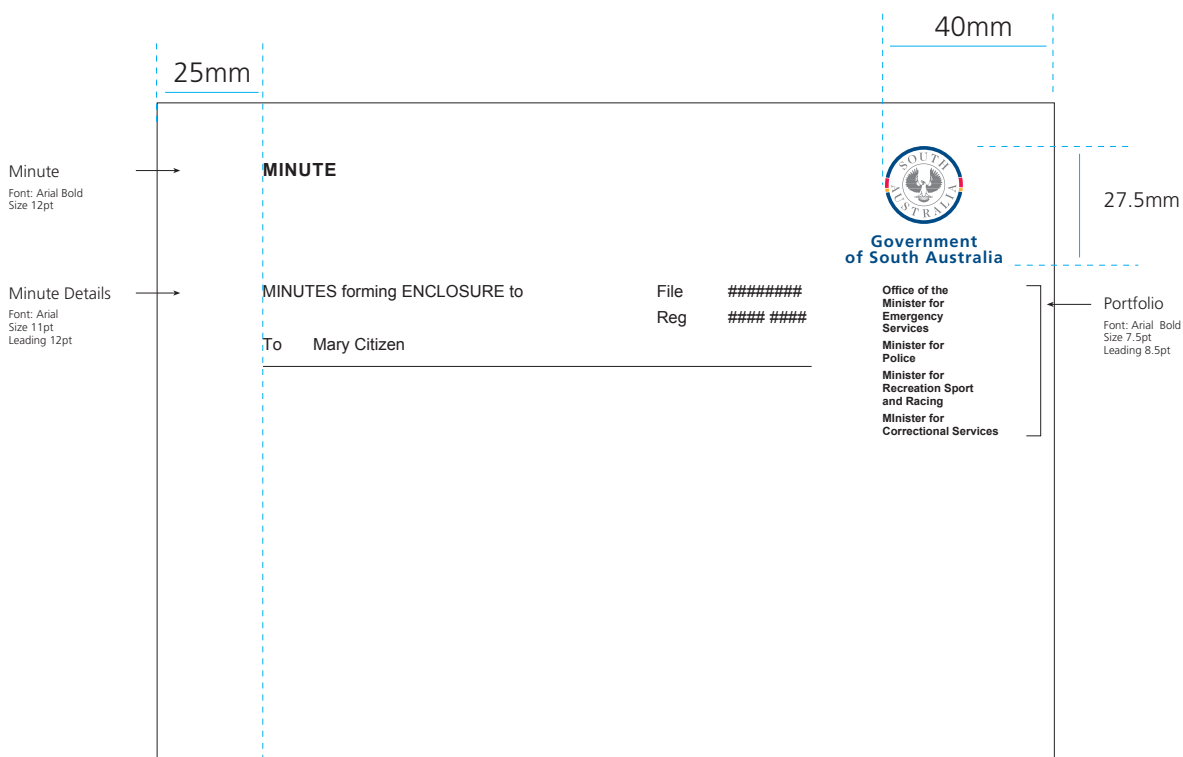 40mm
25mm
Minute
Font: Arial Bold
Size 12pt
MINUTE
SOUTH AUSTRALIA
27.5mm
Government
of South Australia
Minute Details
Font: Arial
Size 11pt
Leading 12pt
MINUTES forming ENCLOSURE to
File ########
Reg #### ####
To Mary Citizen
Office of the
Minister for
Emergency
Services
Minister for
Police
Minister for
Recreation Sport
and Racing
MInister for
Correctional Services
Portfolio
Font: Arial Bold
Size 7.5pt
Leading 8.5pt